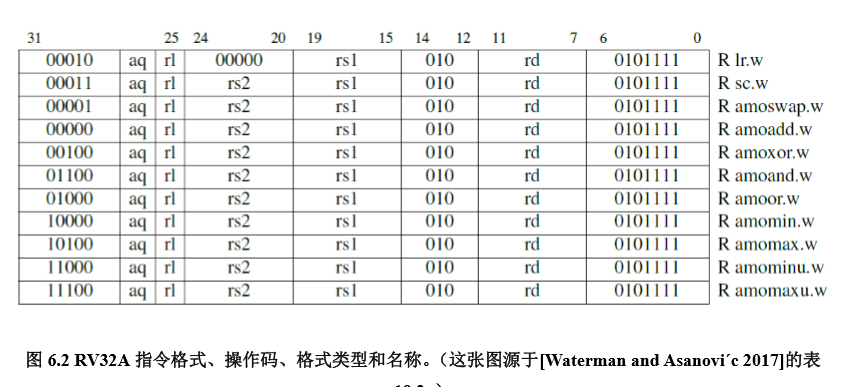 31 25 24 20 19 15 14 12 11 7 6 0
00010 aq rl 00000 rs1 010 rd 0101111 R lr.w
00011 aq rl rs2 rs1 010 rd 0101111 R sc.w
00001 aq rl rs2 rs1 010 rd 0101111 R amoswap.w
00000 aq rl rs2 rs1 010 rd 0101111 R amoadd.w
00100 aq rl rs2 rs1 010 rd 0101111 R amoxor.w
01100 aq rl rs2 rs1 010 rd 0101111 R amoand.w
01000 aq rl rs2 rs1 010 rd 0101111 R amoor.w
10000 aq rl rs2 rs1 010 rd 0101111 R amomin.w
10100 aq rl rs2 rs1 010 rd 0101111 R amomax.w
11000 aq rl rs2 rs1 010 rd 0101111 R amominu.w
11100 aq rl rs2 rs1 010 rd 0101111 R amomaxu.w
图 6.2 RV32A 指令格式、操作码、格式类型和名称。（这张图源于[Waterman and Asanovi´c 2017]的表